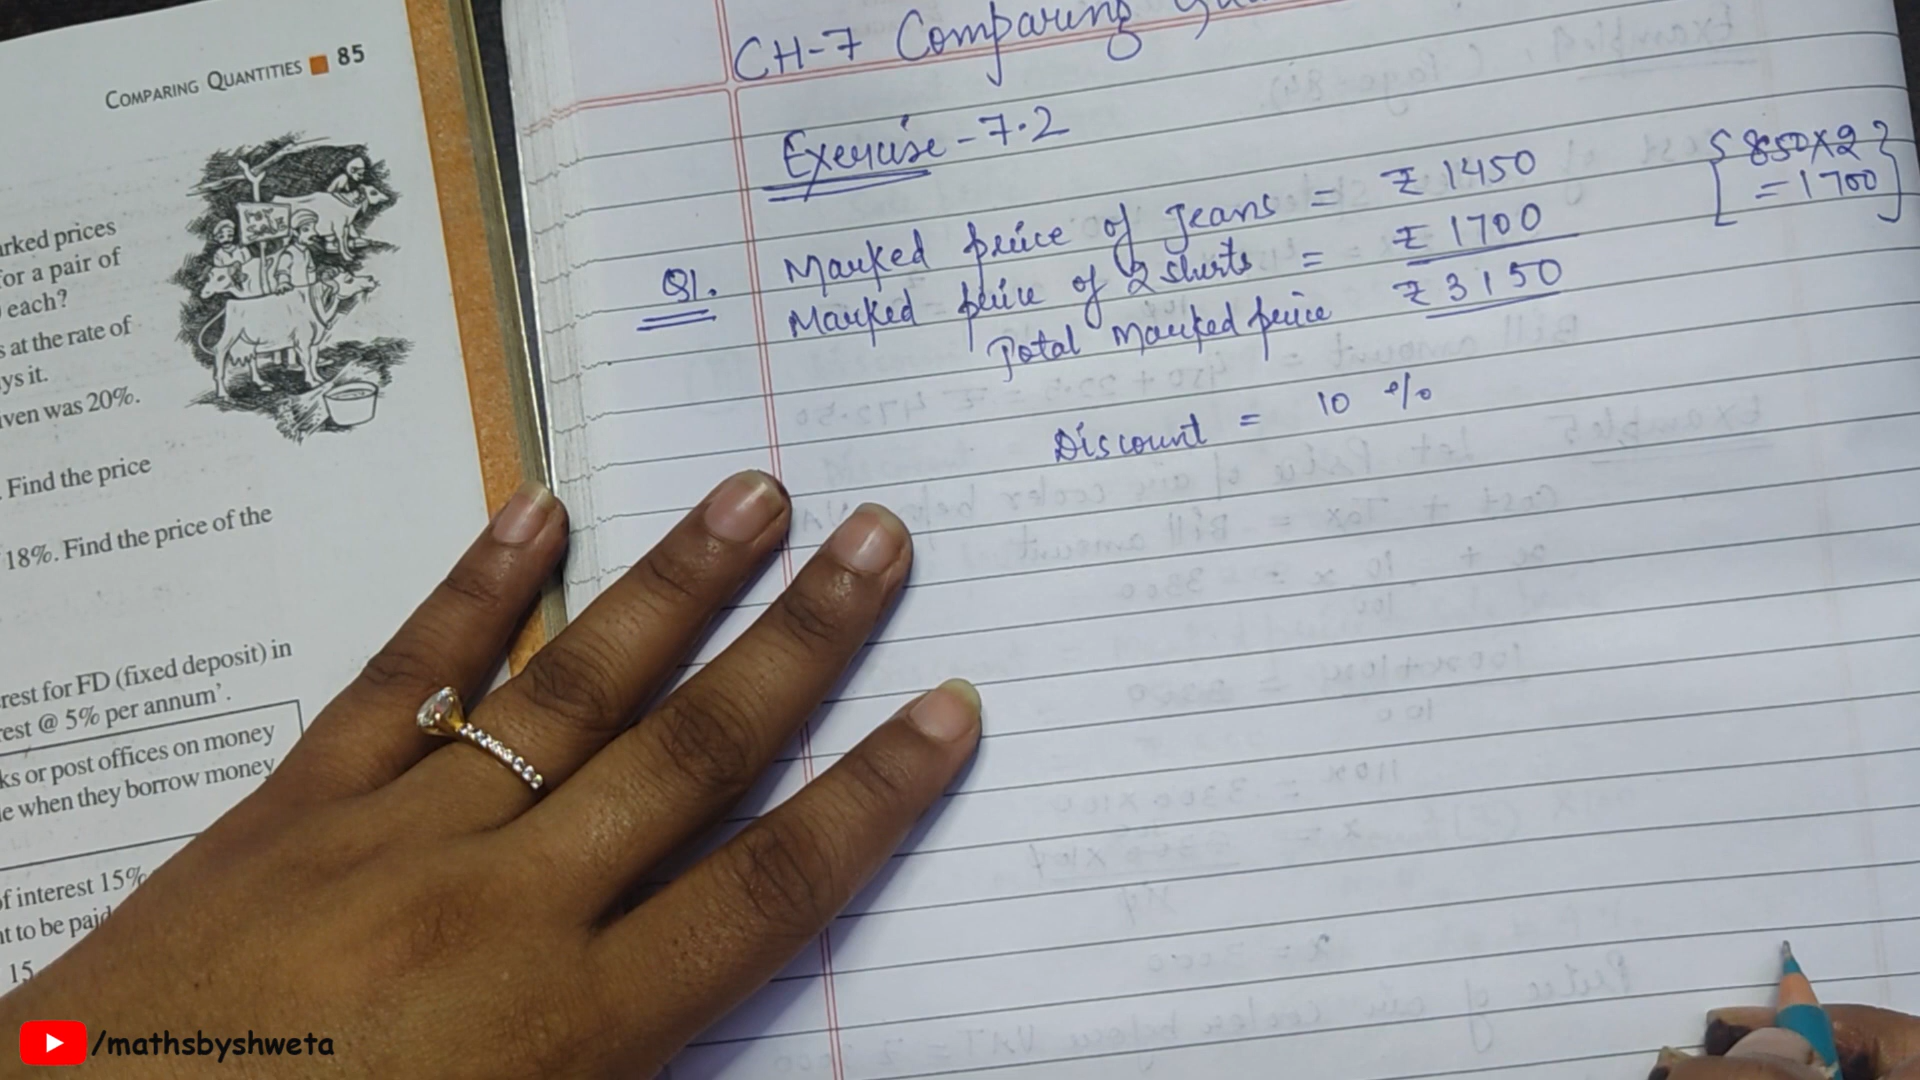 COMPARING QUANTITIES 85
arked prices
for a pair of
each?
s at the rate of
ys it.
iven was 20%.
. Find the price
18%. Find the price of the
rest for FD (fixed deposit) in
rest @ 5% per annum’.
ks or post offices on money
e when they borrow money
of interest 15%
nt to be paid
15
CH-7 Comparing
Exercise - 7.2
Q1. Marked price of Jeans = ₹ 1450
{ 850 × 2 }
[ = 1700 ]
Marked price of 2 shirts = ₹ 1700
Total Marked price ₹ 3150
Discount = 10 %
/mathsbyshweta